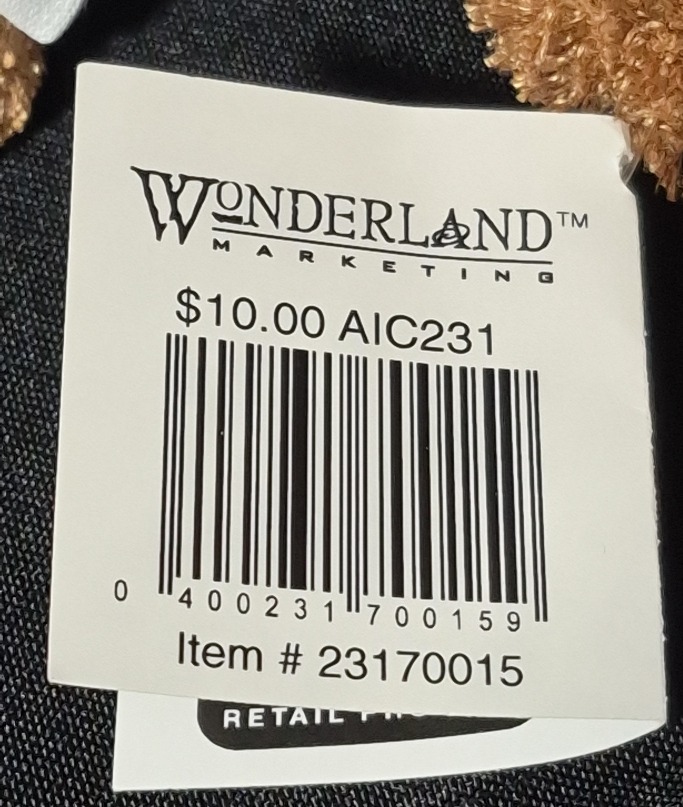 WONDERLAND™
MARKETING
$10.00 AIC231
0 400231 700159
Item # 23170015
RETAIL